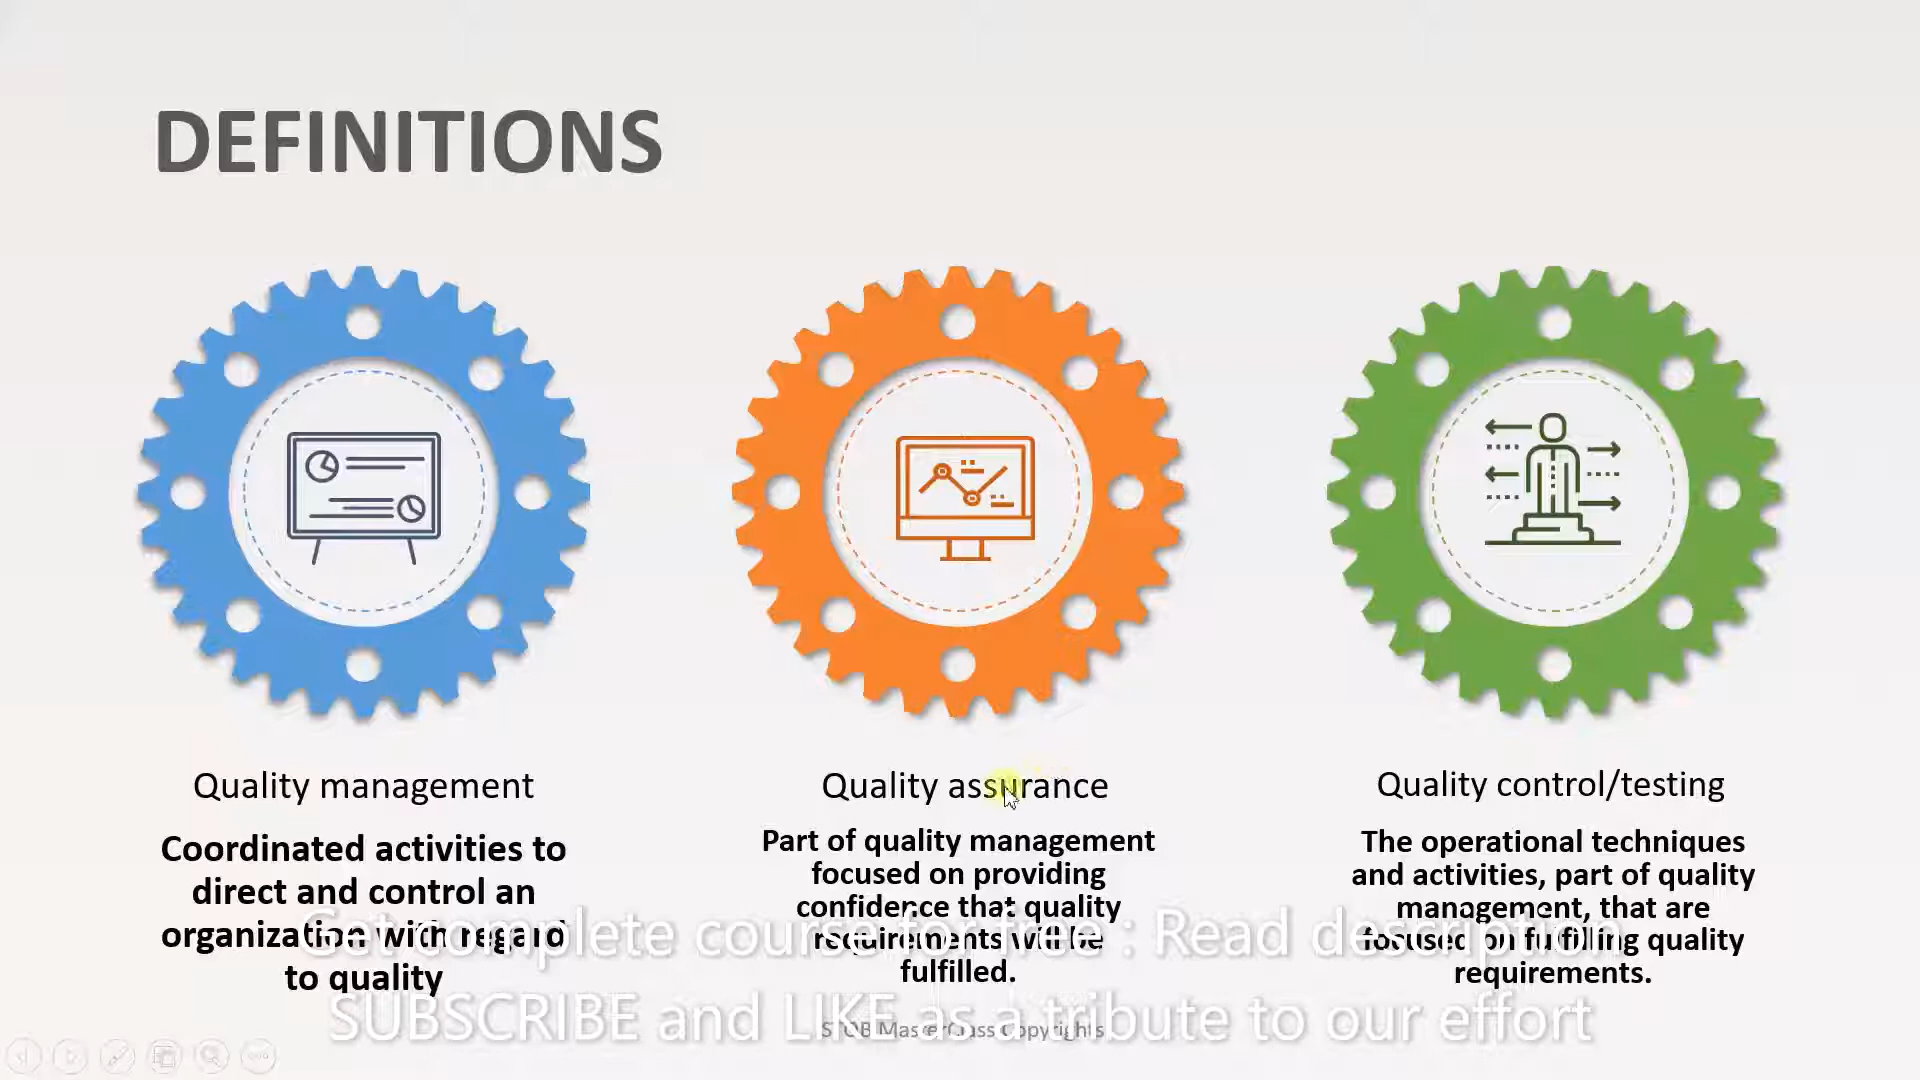 DEFINITIONS
Quality management
Coordinated activities to
direct and control an
organization with regard
to quality
Quality assurance
Part of quality management
focused on providing
confidence that quality
requirements will be
fulfilled.
Quality control/testing
The operational techniques
and activities, part of quality
management, that are
focused on fulfilling quality
requirements.
Get complete course for free : Read description
SUBSCRIBE and LIKE as a tribute to our effort
STQB MasterClass Copyrights